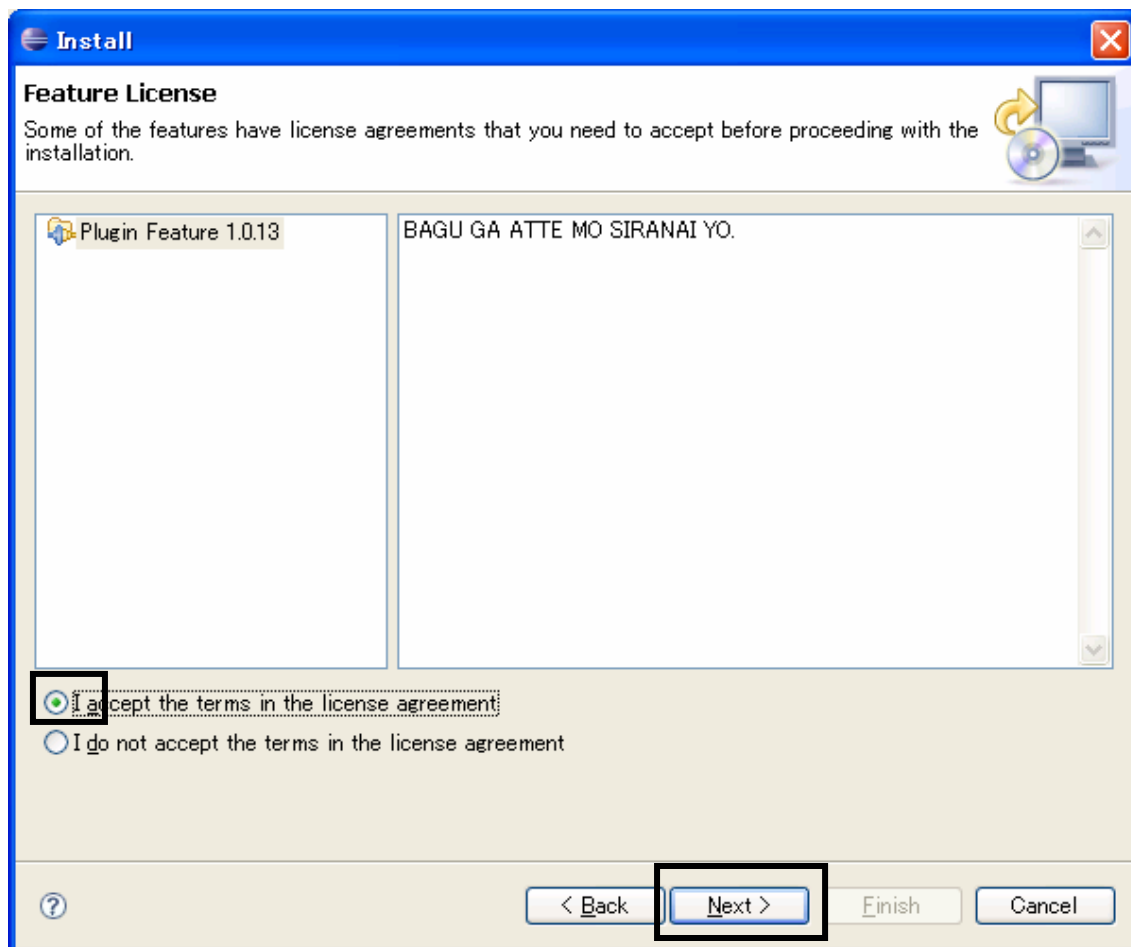 Install
Feature License
Some of the features have license agreements that you need to accept before proceeding with the
installation.
Plugin Feature 1.0.13
BAGU GA ATTE MO SIRANAI YO.
I accept the terms in the license agreement
I do not accept the terms in the license agreement
?
< Back
Next >
Finish
Cancel